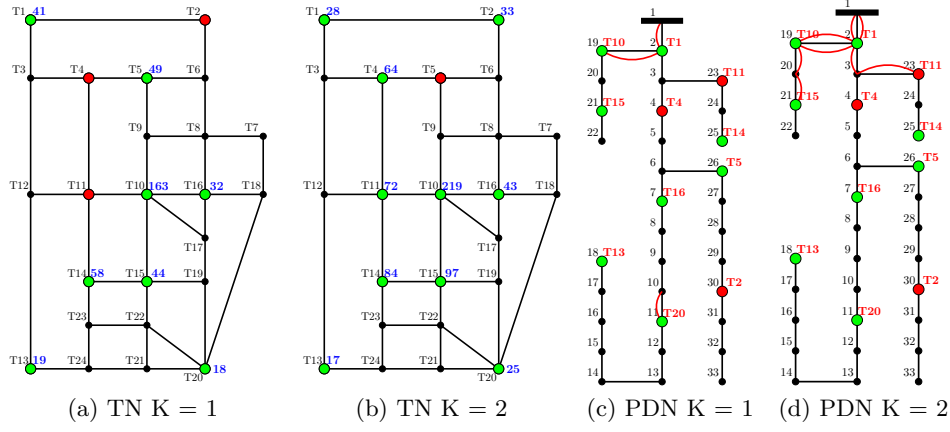 T1 41 T2
T3 T4 T5 49 T6
T9 T8 T7
T12 T11 T10 163 T16 32 T18
T17
T14 58 T15 44 T19
T23 T22
T13 19 T24 T21 T20 18
(a) TN K = 1
T1 28 T2 33
T3 T4 64 T5 T6
T9 T8 T7
T12 T11 72 T10 219 T16 43 T18
T17
T14 84 T15 97 T19
T23 T22
T13 17 T24 T21 T20 25
(b) TN K = 2
1
19 T10 2 T1
20 3 23 T11
21 T15 4 T4 24
22 5 25 T14
6 26 T5
7 T16 27
8 28
18 T13 9 29
17 10 30 T2
16 11 T20 31
15 12 32
14 13 33
(c) PDN K = 1
1
19 T10 2 T1
20 3 23 T11
21 T15 4 T4 24
22 5 25 T14
6 26 T5
7 T16 27
8 28
18 T13 9 29
17 10 30 T2
16 11 T20 31
15 12 32
14 13 33
(d) PDN K = 2